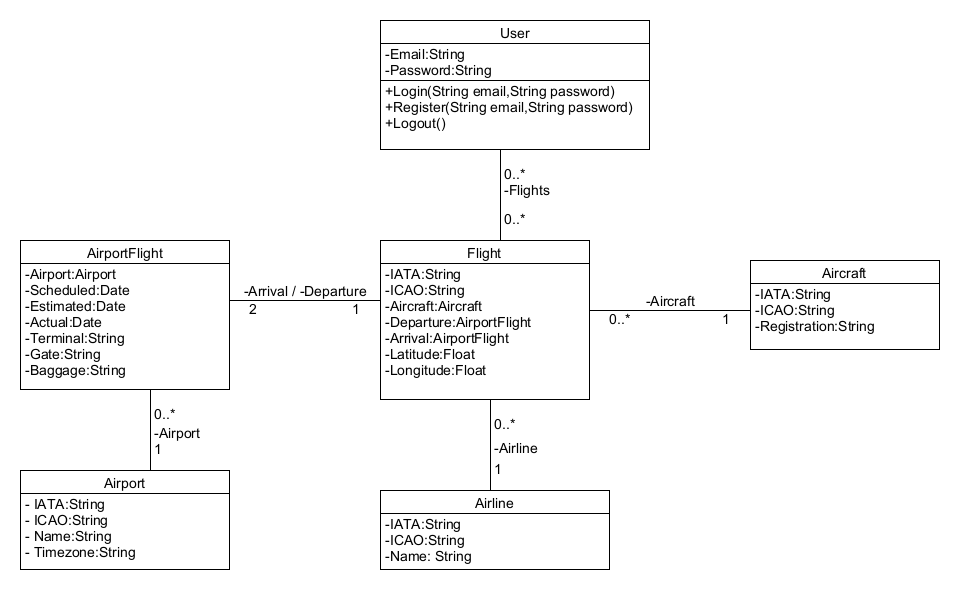 User
-Email:String
-Password:String
+Login(String email,String password)
+Register(String email,String password)
+Logout()
0..*
-Flights
0..*
AirportFlight
-Airport:Airport
-Scheduled:Date
-Estimated:Date
-Actual:Date
-Terminal:String
-Gate:String
-Baggage:String
-Arrival / -Departure
2 1
Flight
-IATA:String
-ICAO:String
-Aircraft:Aircraft
-Departure:AirportFlight
-Arrival:AirportFlight
-Latitude:Float
-Longitude:Float
-Aircraft
0..* 1
Aircraft
-IATA:String
-ICAO:String
-Registration:String
0..*
-Airport
1
Airport
- IATA:String
- ICAO:String
- Name:String
- Timezone:String
0..*
-Airline
1
Airline
-IATA:String
-ICAO:String
-Name: String